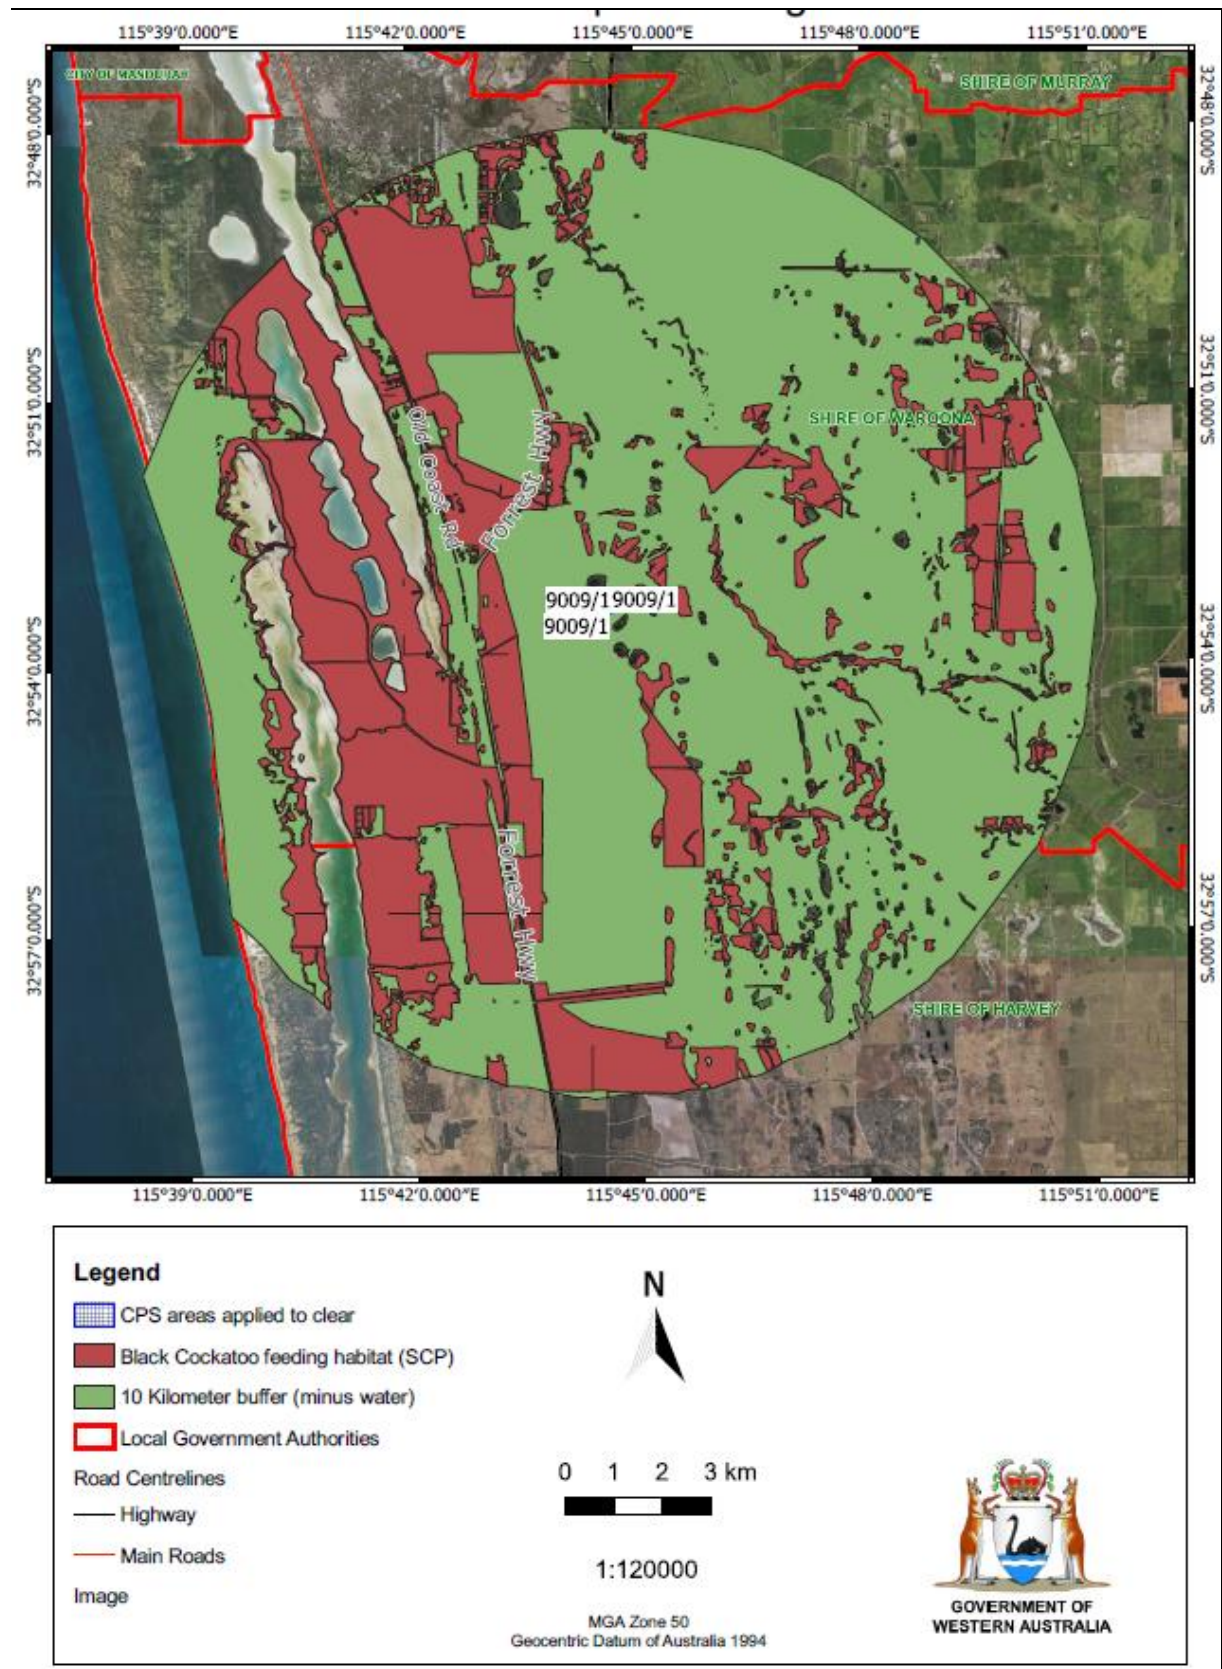 115°39'0.000"E 115°42'0.000"E 115°45'0.000"E 115°48'0.000"E 115°51'0.000"E
CITY OF MANDURAH
SHIRE OF MURRAY
32°48'0.000"S
32°48'0.000"S
32°51'0.000"S
32°51'0.000"S
SHIRE OF WAROONA
Old Coast Rd
Forrest Hwy
9009/19009/1
9009/1
32°54'0.000"S
32°54'0.000"S
Forrest Hwy
32°57'0.000"S
32°57'0.000"S
SHIRE OF HARVEY
115°39'0.000"E 115°42'0.000"E 115°45'0.000"E 115°48'0.000"E 115°51'0.000"E
Legend
CPS areas applied to clear
Black Cockatoo feeding habitat (SCP)
10 Kilometer buffer (minus water)
Local Government Authorities
Road Centrelines
Highway
Main Roads
Image
N
0 1 2 3 km
1:120000
MGA Zone 50
Geocentric Datum of Australia 1994
GOVERNMENT OF
WESTERN AUSTRALIA